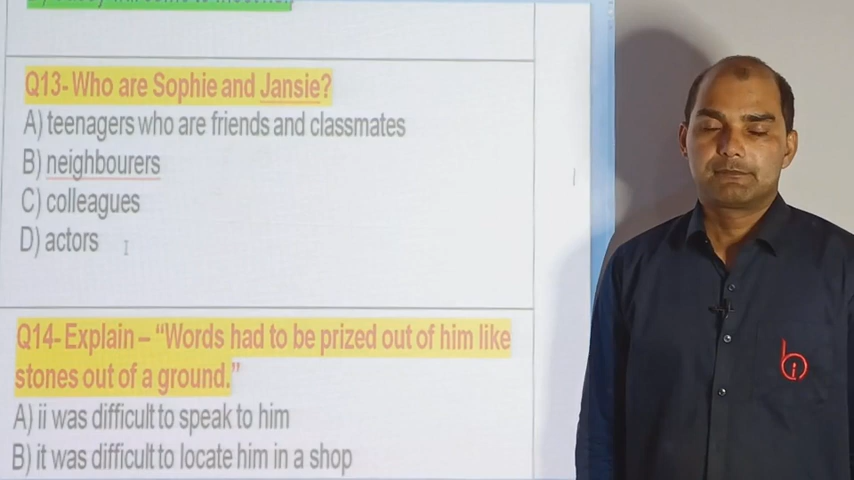 Q13- Who are Sophie and Jansie?
A) teenagers who are friends and classmates
B) neighbourers
C) colleagues
D) actors
Q14- Explain – “Words had to be prized out of him like
stones out of a ground.”
A) ii was difficult to speak to him
B) it was difficult to locate him in a shop